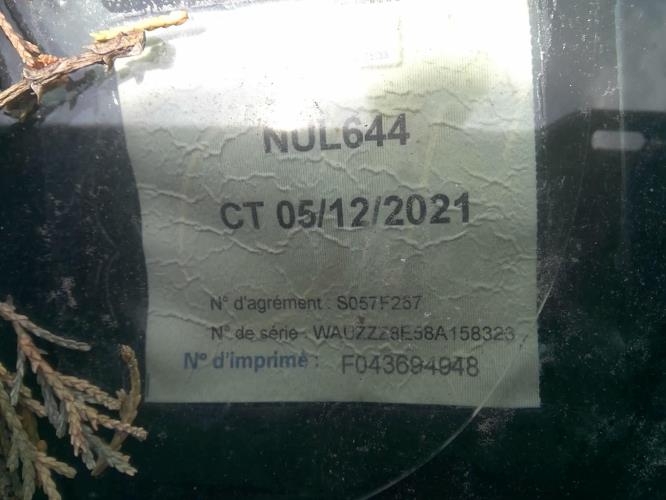 NUL644
CT 05/12/2021
N° d'agrément : S057F257
N° de série : WAUZZZ8E58A158323
N° d'imprimé : F043694948